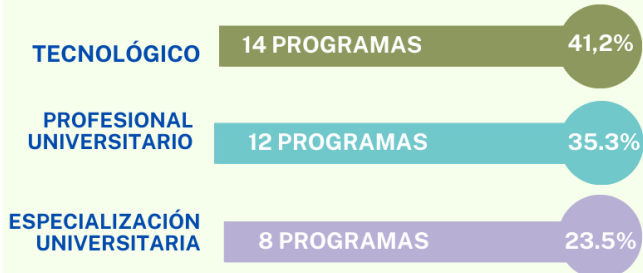 TECNOLÓGICO
14 PROGRAMAS
41,2%
PROFESIONAL
UNIVERSITARIO
12 PROGRAMAS
35.3%
ESPECIALIZACIÓN
UNIVERSITARIA
8 PROGRAMAS
23.5%